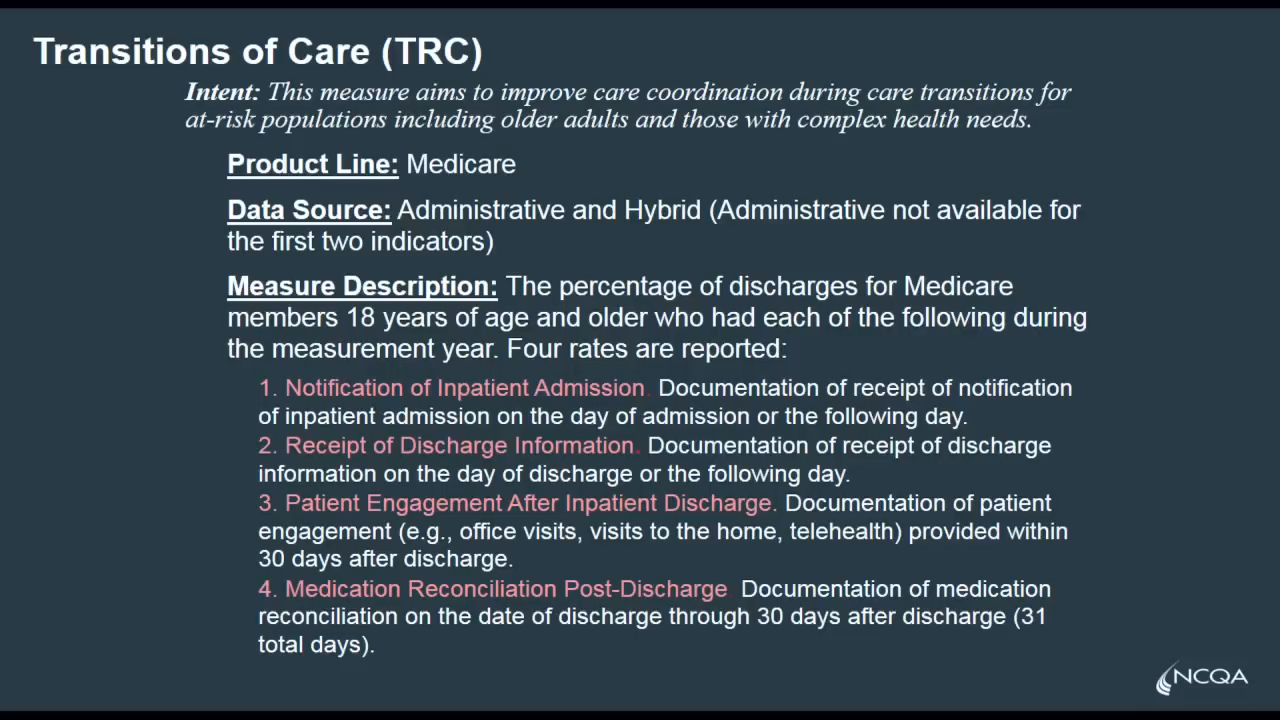 Transitions of Care (TRC)
Intent: This measure aims to improve care coordination during care transitions for
at-risk populations including older adults and those with complex health needs.
Product Line: Medicare
Data Source: Administrative and Hybrid (Administrative not available for
the first two indicators)
Measure Description: The percentage of discharges for Medicare
members 18 years of age and older who had each of the following during
the measurement year. Four rates are reported:
1. Notification of Inpatient Admission. Documentation of receipt of notification
of inpatient admission on the day of admission or the following day.
2. Receipt of Discharge Information. Documentation of receipt of discharge
information on the day of discharge or the following day.
3. Patient Engagement After Inpatient Discharge. Documentation of patient
engagement (e.g., office visits, visits to the home, telehealth) provided within
30 days after discharge.
4. Medication Reconciliation Post-Discharge. Documentation of medication
reconciliation on the date of discharge through 30 days after discharge (31
total days).
NCQA